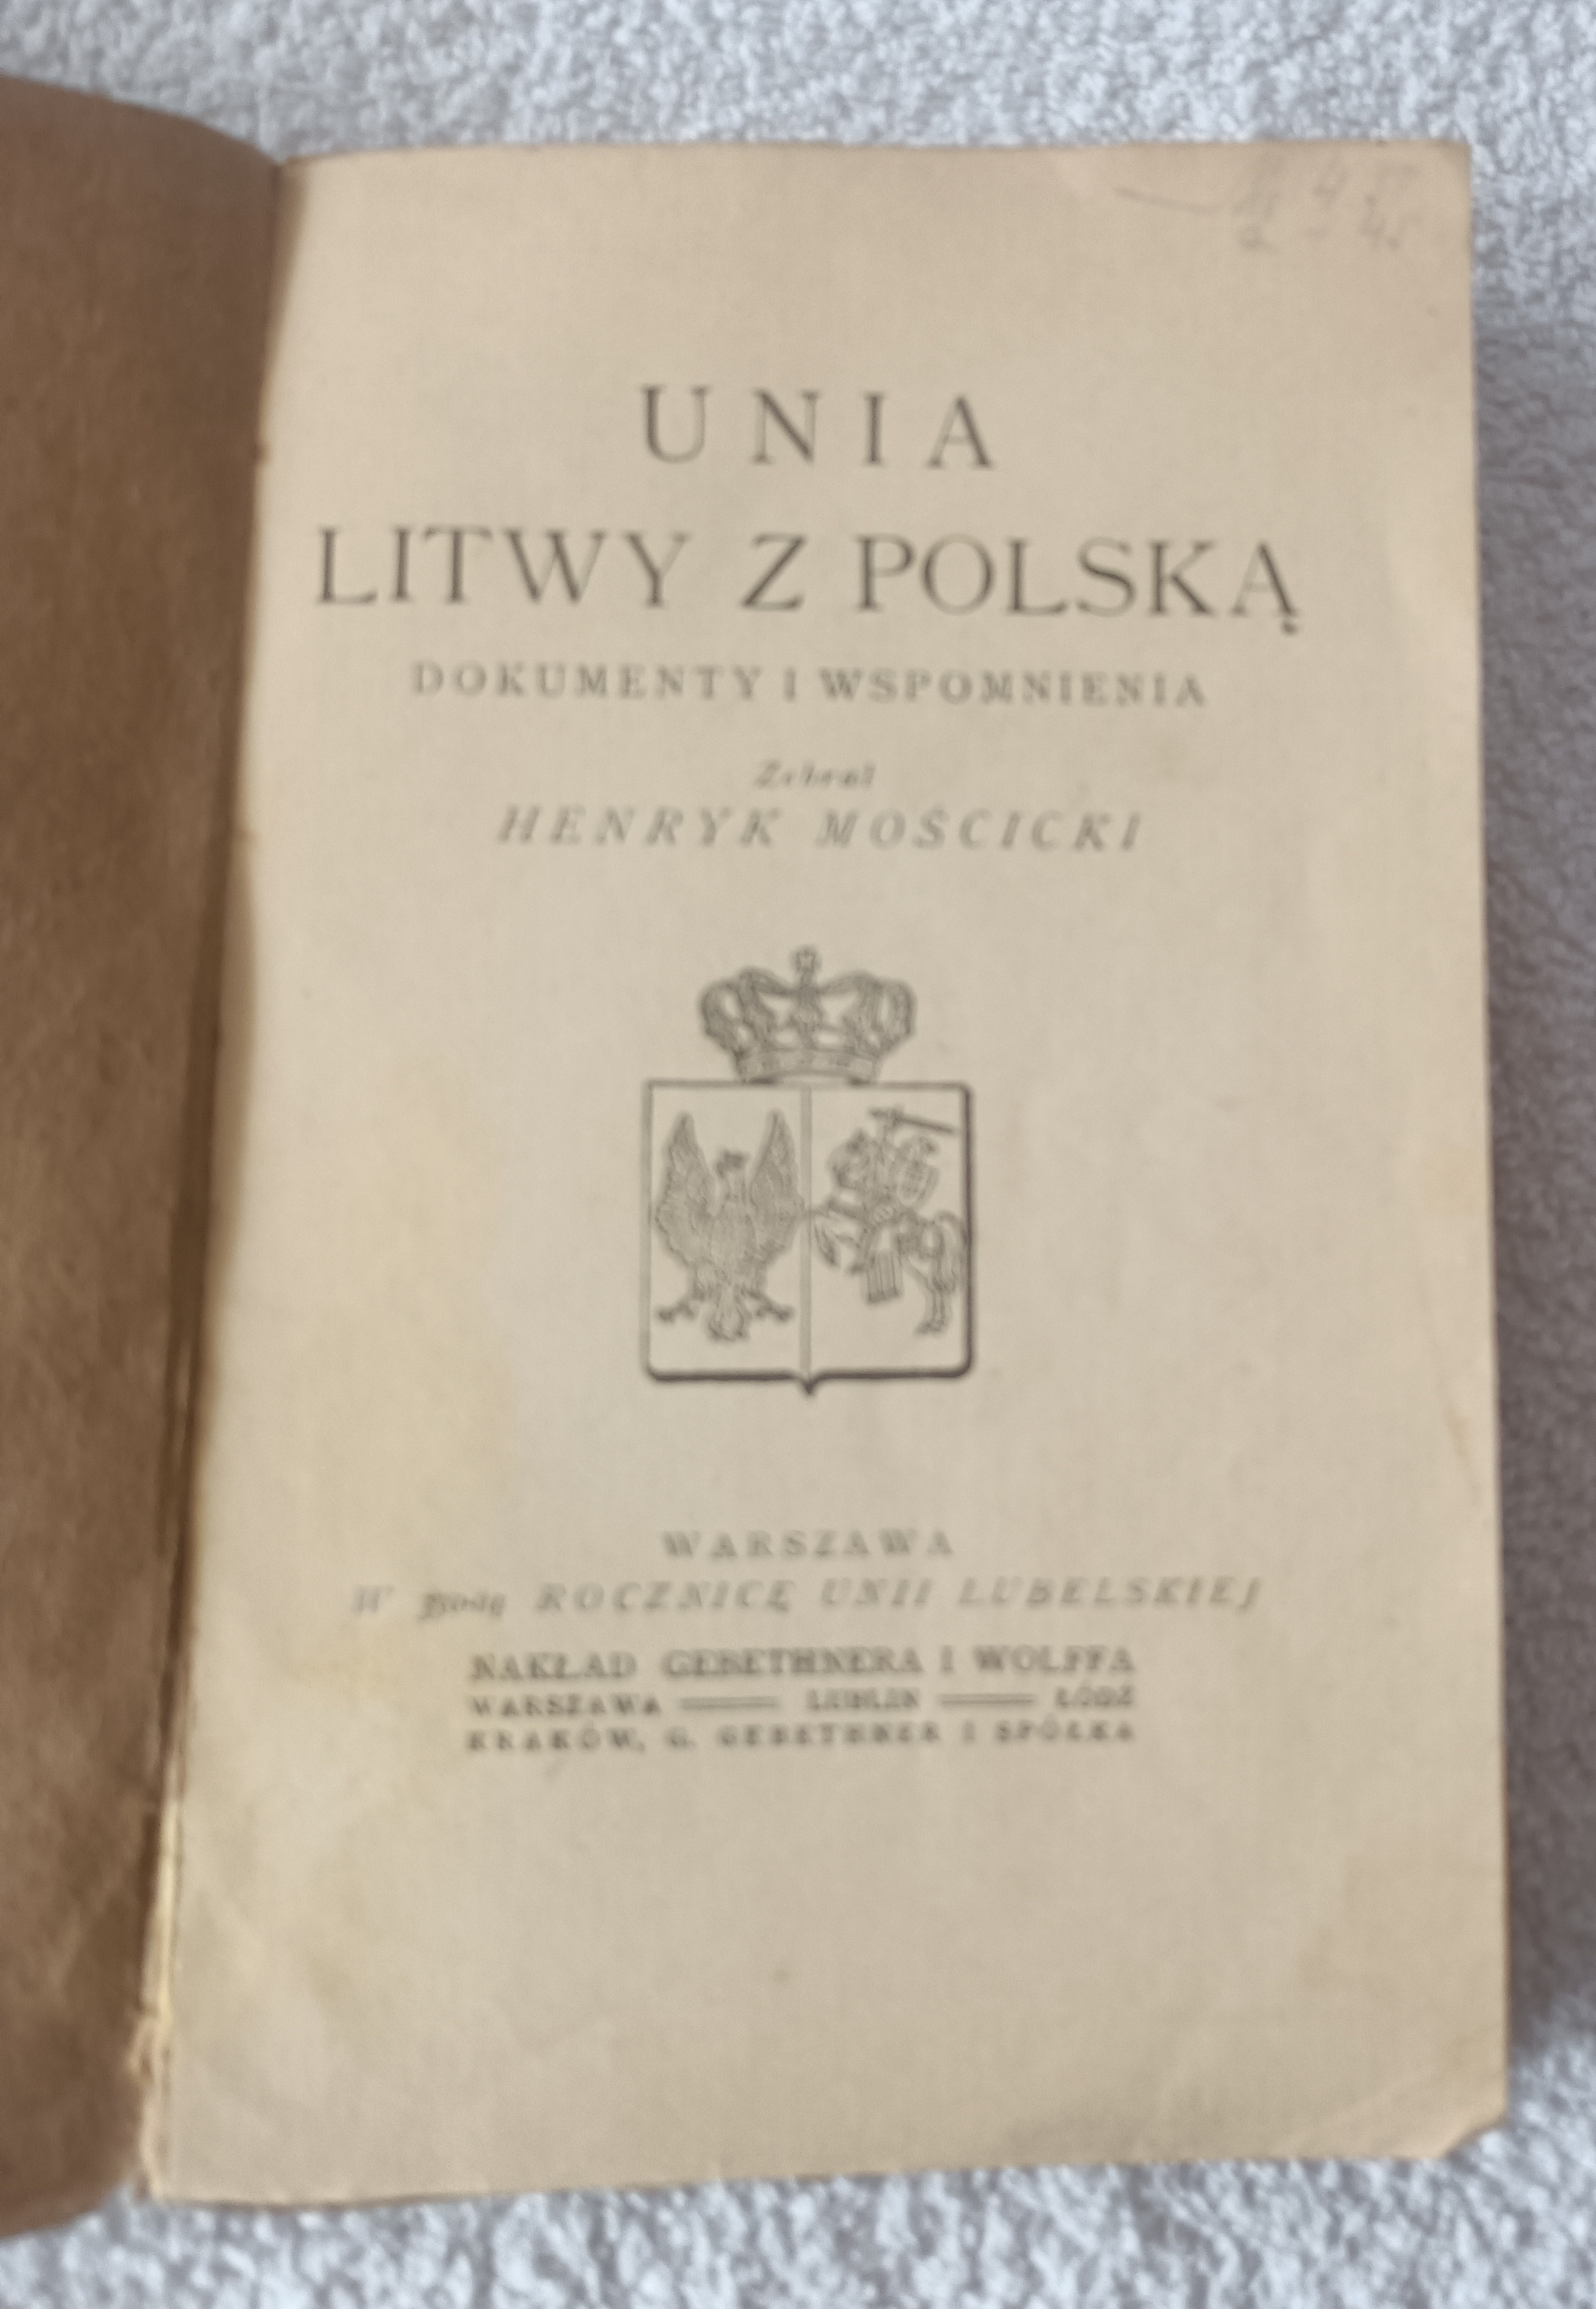 UNIA
LITWY Z POLSKĄ
DOKUMENTY I WSPOMNIENIA
Zebrał
HENRYK MOŚCICKI
WARSZAWA
W 350tę ROCZNICĘ UNII LUBELSKIEJ
NAKŁAD GEBETHNERA I WOLFFA
WARSZAWA — LUBLIN — ŁÓDŹ
KRAKÓW, G. GEBETHNER I SPÓŁKA